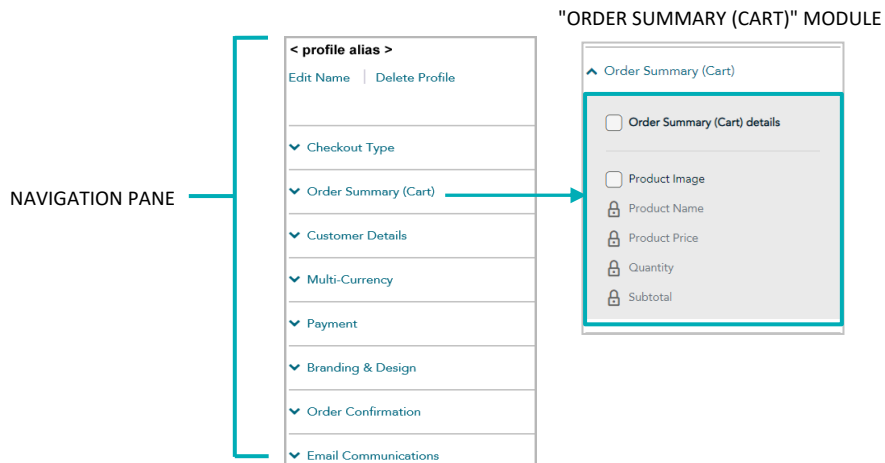 "ORDER SUMMARY (CART)" MODULE
< profile alias >
Edit Name | Delete Profile
Checkout Type
Order Summary (Cart)
Customer Details
Multi-Currency
Payment
Branding & Design
Order Confirmation
Email Communications
NAVIGATION PANE
Order Summary (Cart)
Order Summary (Cart) details
Product Image
Product Name
Product Price
Quantity
Subtotal